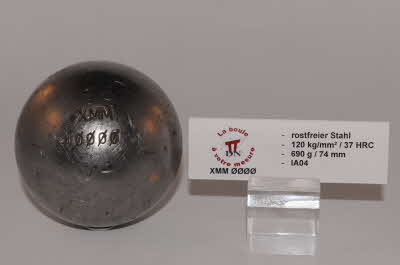 XMM
ØØØØ
La boule
DN
à votre mesure
XMM ØØØØ
- rostfreier Stahl
- 120 kg/mm² / 37 HRC
- 690 g / 74 mm
- IA04